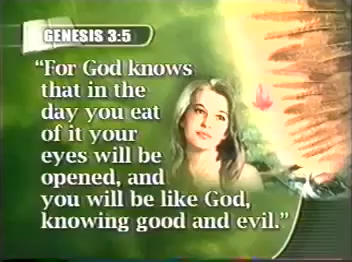 GENESIS 3:5
“For God knows
that in the
day you eat
of it your
eyes will be
opened, and
you will be like God,
knowing good and evil.”